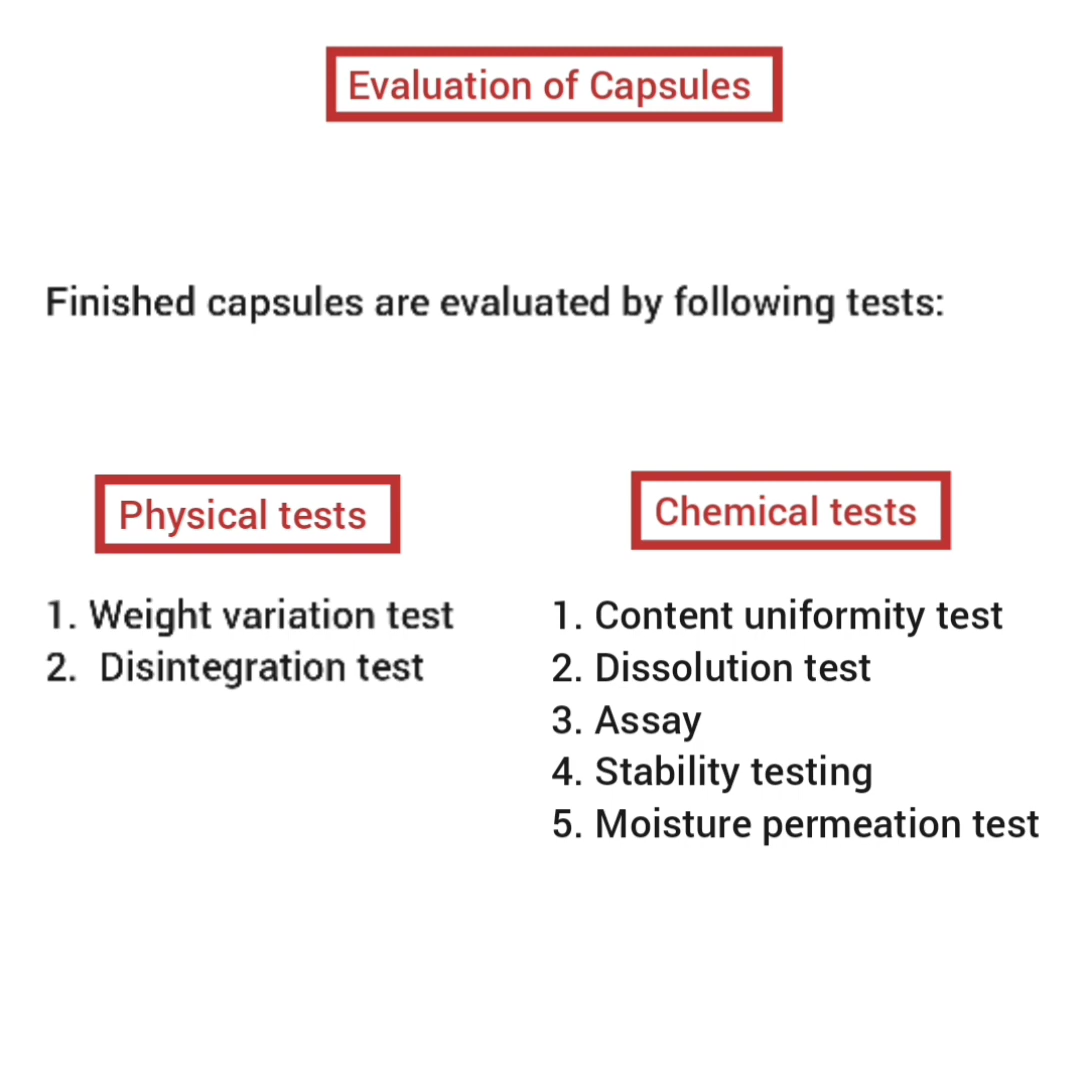 Evaluation of Capsules
Finished capsules are evaluated by following tests:
Physical tests
1. Weight variation test
2. Disintegration test
Chemical tests
1. Content uniformity test
2. Dissolution test
3. Assay
4. Stability testing
5. Moisture permeation test